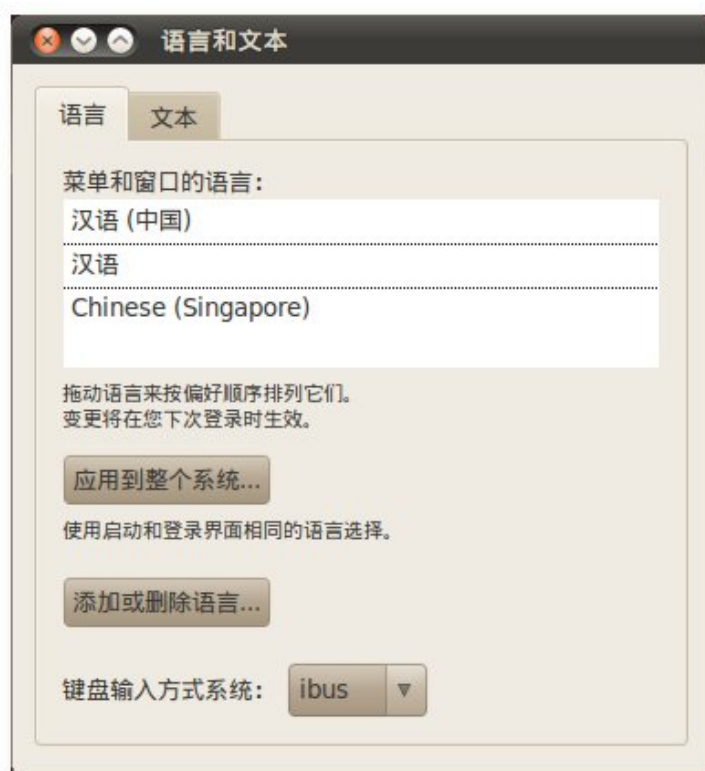 语言和文本
语言
文本
菜单和窗口的语言:
汉语 (中国)
汉语
Chinese (Singapore)
拖动语言来按偏好顺序排列它们。
变更将在您下次登录时生效。
应用到整个系统...
使用启动和登录界面相同的语言选择。
添加或删除语言...
键盘输入方式系统: ibus